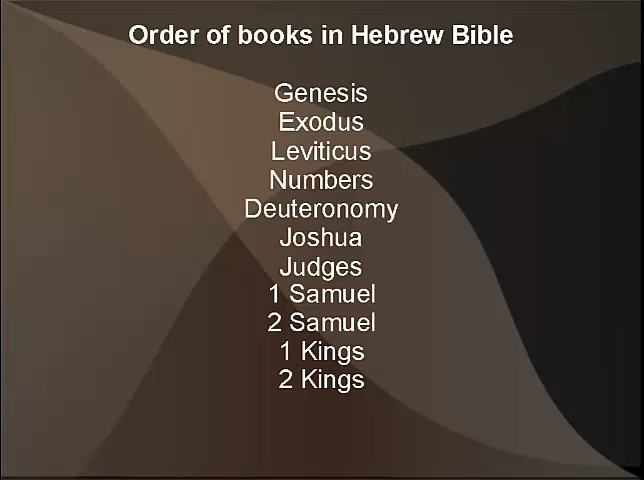 Order of books in Hebrew Bible
Genesis
Exodus
Leviticus
Numbers
Deuteronomy
Joshua
Judges
1 Samuel
2 Samuel
1 Kings
2 Kings